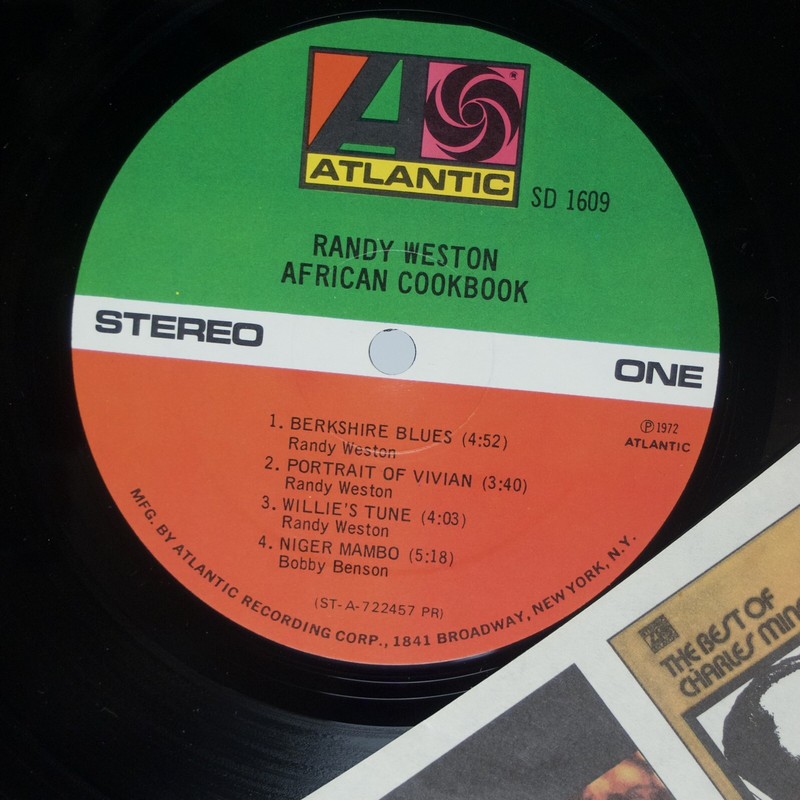 ATLANTIC
SD 1609
RANDY WESTON
AFRICAN COOKBOOK
STEREO
ONE
1. BERKSHIRE BLUES (4:52)
Randy Weston
2. PORTRAIT OF VIVIAN (3:40)
Randy Weston
3. WILLIE'S TUNE (4:03)
Randy Weston
4. NIGER MAMBO (5:18)
Bobby Benson
Ⓟ 1972
ATLANTIC
(ST-A-722457 PR)
MFG. BY ATLANTIC RECORDING CORP., 1841 BROADWAY, NEW YORK, N.Y.
THE BEST OF
CHARLES